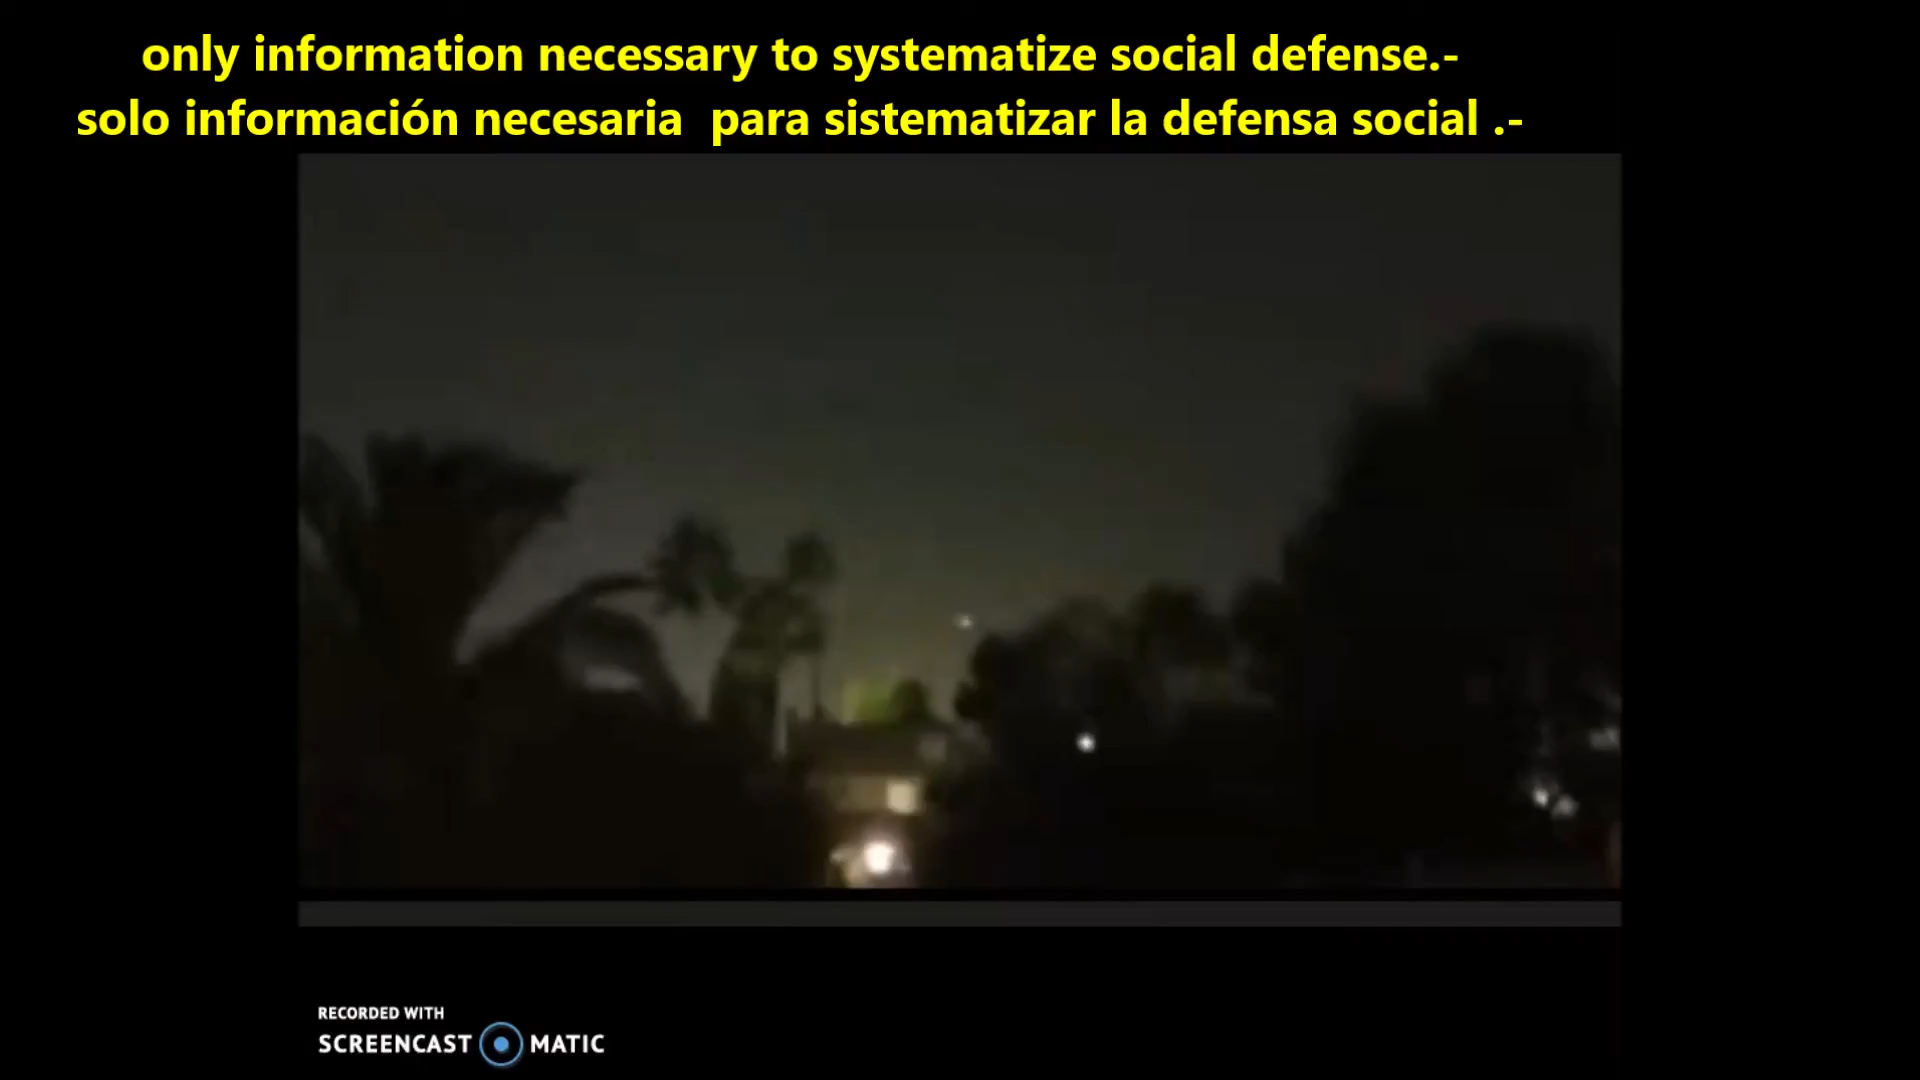 only information necessary to systematize social defense.-
solo información necesaria para sistematizar la defensa social .-
RECORDED WITH
SCREENCAST MATIC